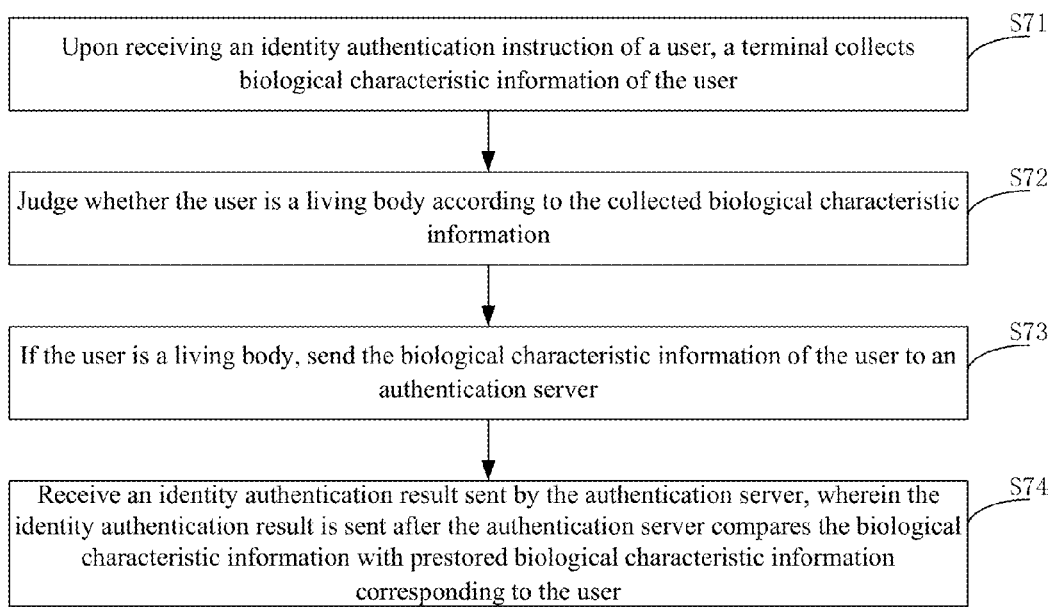 S71
Upon receiving an identity authentication instruction of a user, a terminal collects
biological characteristic information of the user
S72
Judge whether the user is a living body according to the collected biological characteristic
information
S73
If the user is a living body, send the biological characteristic information of the user to an
authentication server
S74
Receive an identity authentication result sent by the authentication server, wherein the
identity authentication result is sent after the authentication server compares the biological
characteristic information with prestored biological characteristic information
corresponding to the user